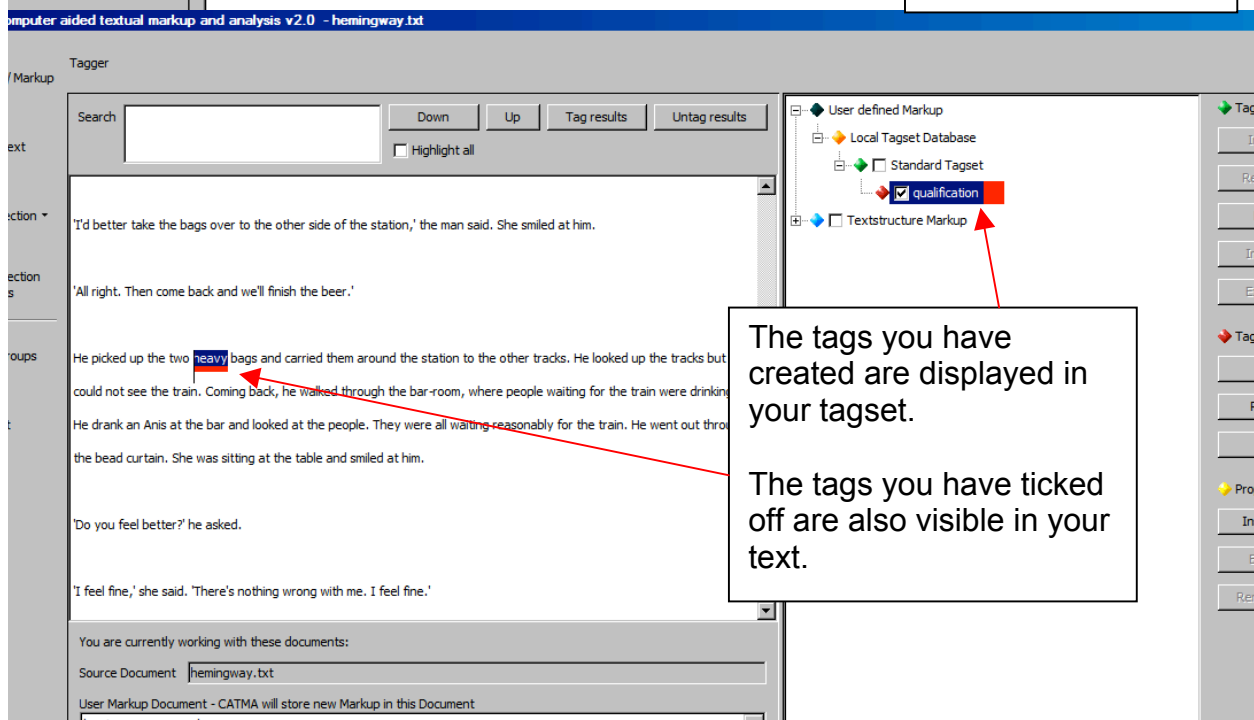 omputer aided textual markup and analysis v2.0 - hemingway.txt
/ Markup
Tagger
Search
Down
Up
Tag results
Untag results
Highlight all
ext
ection
ection
s
roups
t
'I'd better take the bags over to the other side of the station,' the man said. She smiled at him.
'All right. Then come back and we'll finish the beer.'
He picked up the two heavy bags and carried them around the station to the other tracks. He looked up the tracks but
could not see the train. Coming back, he walked through the bar-room, where people waiting for the train were drinking
He drank an Anis at the bar and looked at the people. They were all waiting reasonably for the train. He went out throu
the bead curtain. She was sitting at the table and smiled at him.
'Do you feel better?' he asked.
'I feel fine,' she said. 'There's nothing wrong with me. I feel fine.'
You are currently working with these documents:
Source Document hemingway.txt
User Markup Document - CATMA will store new Markup in this Document
User defined Markup
Local Tagset Database
Standard Tagset
qualification
Textstructure Markup
The tags you have
created are displayed in
your tagset.
The tags you have ticked
off are also visible in your
text.
Tag
I
Re
In
E
Tag
R
Pro
In
E
Rem